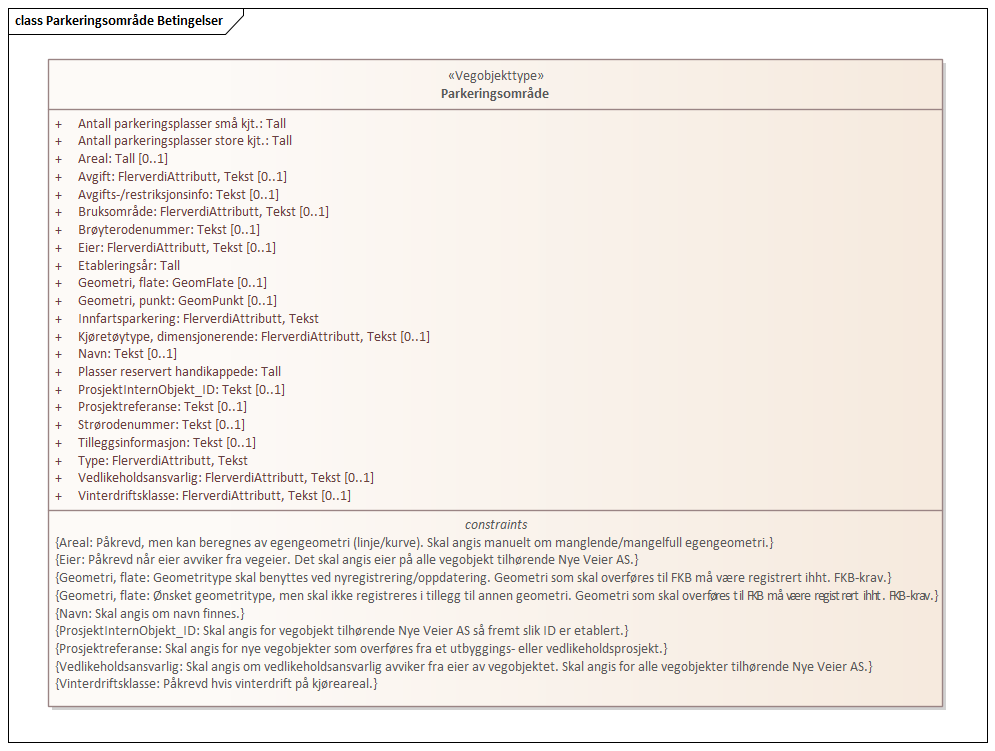 class Parkeringsområde Betingelser
«Vegobjekttype»
Parkeringsområde
+ Antall parkeringsplasser små kjt.: Tall
+ Antall parkeringsplasser store kjt.: Tall
+ Areal: Tall [0..1]
+ Avgift: FlerverdiAttributt, Tekst [0..1]
+ Avgifts-/restriksjonsinfo: Tekst [0..1]
+ Bruksområde: FlerverdiAttributt, Tekst [0..1]
+ Brøyterodenummer: Tekst [0..1]
+ Eier: FlerverdiAttributt, Tekst [0..1]
+ Etableringsår: Tall
+ Geometri, flate: GeomFlate [0..1]
+ Geometri, punkt: GeomPunkt [0..1]
+ Innfartsparkering: FlerverdiAttributt, Tekst
+ Kjøretøytype, dimensjonerende: FlerverdiAttributt, Tekst [0..1]
+ Navn: Tekst [0..1]
+ Plasser reservert handikappede: Tall
+ ProsjektInternObjekt_ID: Tekst [0..1]
+ Prosjektreferanse: Tekst [0..1]
+ Strørodenummer: Tekst [0..1]
+ Tilleggsinformasjon: Tekst [0..1]
+ Type: FlerverdiAttributt, Tekst
+ Vedlikeholdsansvarlig: FlerverdiAttributt, Tekst [0..1]
+ Vinterdriftsklasse: FlerverdiAttributt, Tekst [0..1]
constraints
{Areal: Påkrevd, men kan beregnes av egengeometri (linje/kurve). Skal angis manuelt om manglende/mangelfull egengeometri.}
{Eier: Påkrevd når eier avviker fra vegeier. Det skal angis eier på alle vegobjekt tilhørende Nye Veier AS.}
{Geometri, flate: Geometritype skal benyttes ved nyregistrering/oppdatering. Geometri som skal overføres til FKB må være registrert ihht. FKB-krav.}
{Geometri, flate: Ønsket geometritype, men skal ikke registreres i tillegg til annen geometri. Geometri som skal overføres til FKB må være registrert ihht. FKB-krav.}
{Navn: Skal angis om navn finnes.}
{ProsjektInternObjekt_ID: Skal angis for vegobjekt tilhørende Nye Veier AS så fremt slik ID er etablert.}
{Prosjektreferanse: Skal angis for nye vegobjekter som overføres fra et utbyggings- eller vedlikeholdsprosjekt.}
{Vedlikeholdsansvarlig: Skal angis om vedlikeholdsansvarlig avviker fra eier av vegobjektet. Skal angis for alle vegobjekter tilhørende Nye Veier AS.}
{Vinterdriftsklasse: Påkrevd hvis vinterdrift på kjøreareal.}